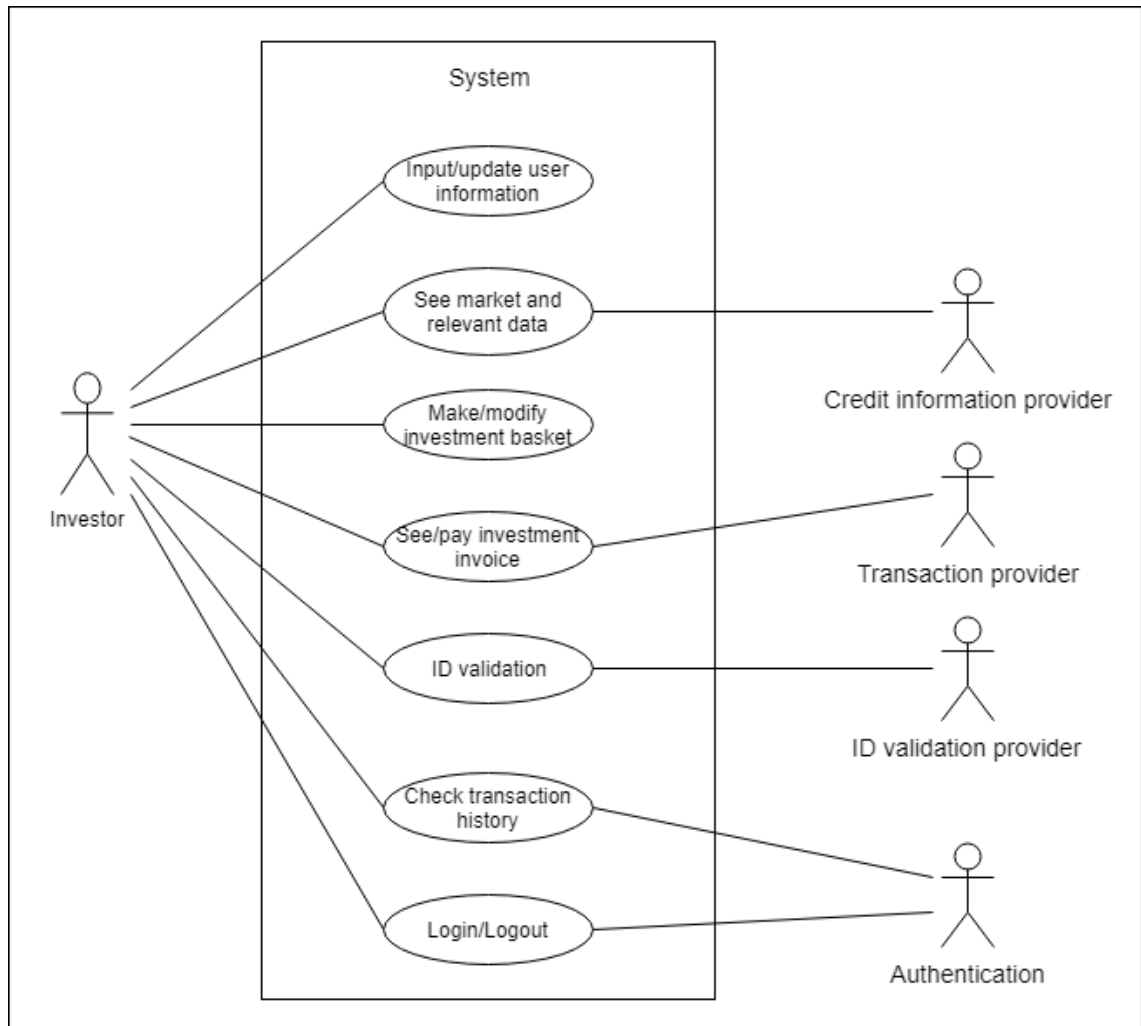 System
Input/update user
information
See market and
relevant data
Make/modify
investment basket
See/pay investment
invoice
ID validation
Check transaction
history
Login/Logout
Investor
Credit information provider
Transaction provider
ID validation provider
Authentication